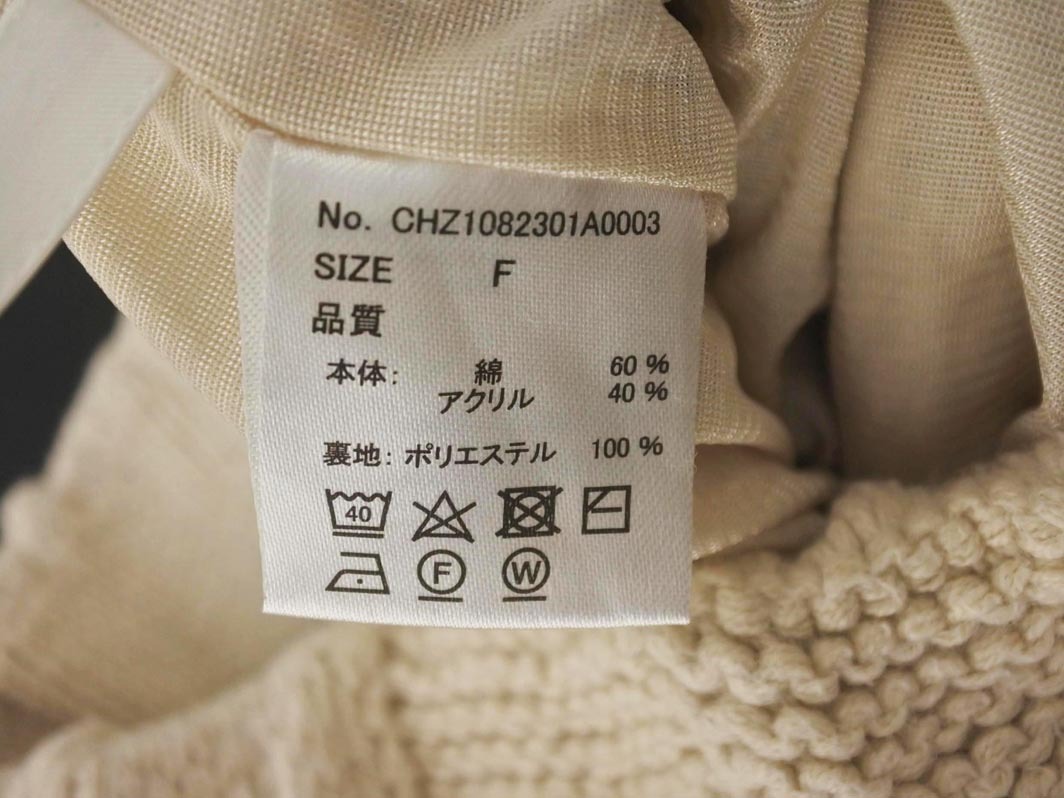 No. CHZ1082301A0003
SIZE F
品質
本体: 綿 60 %
アクリル 40 %
裏地: ポリエステル 100 %
40
F W